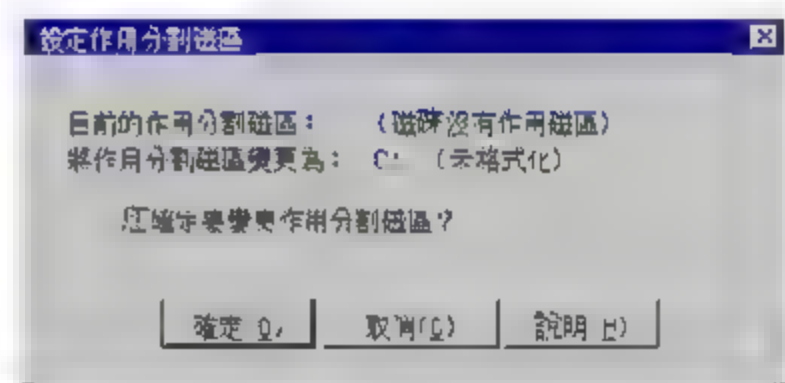 設定作用分割磁區
目前的作用分割磁區： (磁碟沒有作用磁區)
將作用分割磁區變更為： C: (未格式化)
您確定要變更作用分割磁區？
確定(O) 取消(C) 說明(H)